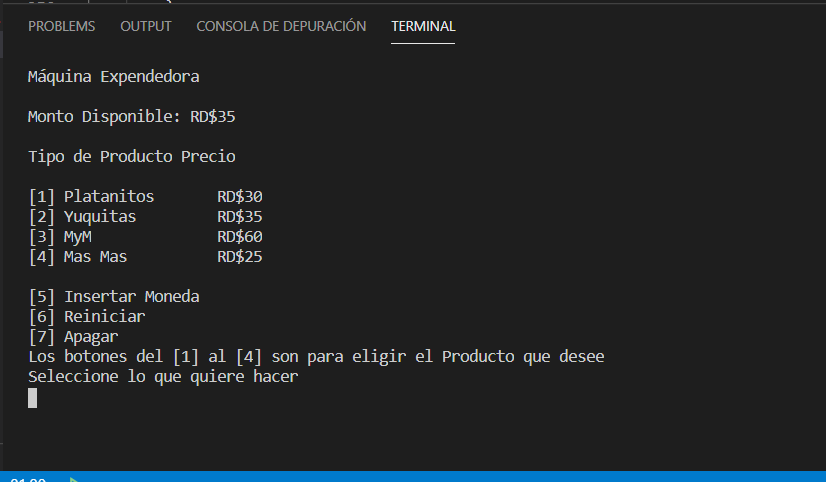 PROBLEMS OUTPUT CONSOLA DE DEPURACIÓN TERMINAL
Máquina Expendedora
Monto Disponible: RD$35
Tipo de Producto Precio
[1] Platanitos RD$30
[2] Yuquitas RD$35
[3] MyM RD$60
[4] Mas Mas RD$25
[5] Insertar Moneda
[6] Reiniciar
[7] Apagar
Los botones del [1] al [4] son para eligir el Producto que desee
Seleccione lo que quiere hacer